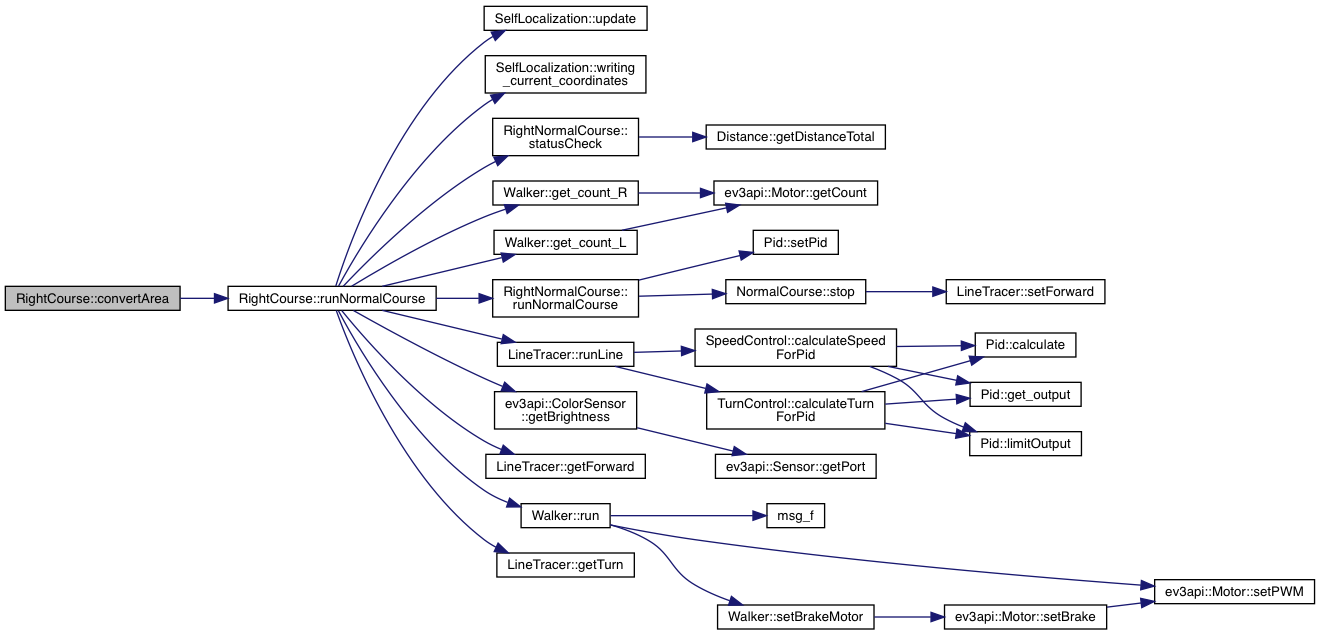 SelfLocalization::update
SelfLocalization::writing
_current_coordinates
RightNormalCourse::
statusCheck
Distance::getDistanceTotal
Walker::get_count_R
ev3api::Motor::getCount
Walker::get_count_L
Pid::setPid
RightCourse::convertArea
RightCourse::runNormalCourse
RightNormalCourse::
runNormalCourse
NormalCourse::stop
LineTracer::setForward
LineTracer::runLine
SpeedControl::calculateSpeed
ForPid
Pid::calculate
Pid::get_output
ev3api::ColorSensor
::getBrightness
TurnControl::calculateTurn
ForPid
Pid::limitOutput
LineTracer::getForward
ev3api::Sensor::getPort
Walker::run
msg_f
LineTracer::getTurn
ev3api::Motor::setPWM
Walker::setBrakeMotor
ev3api::Motor::setBrake